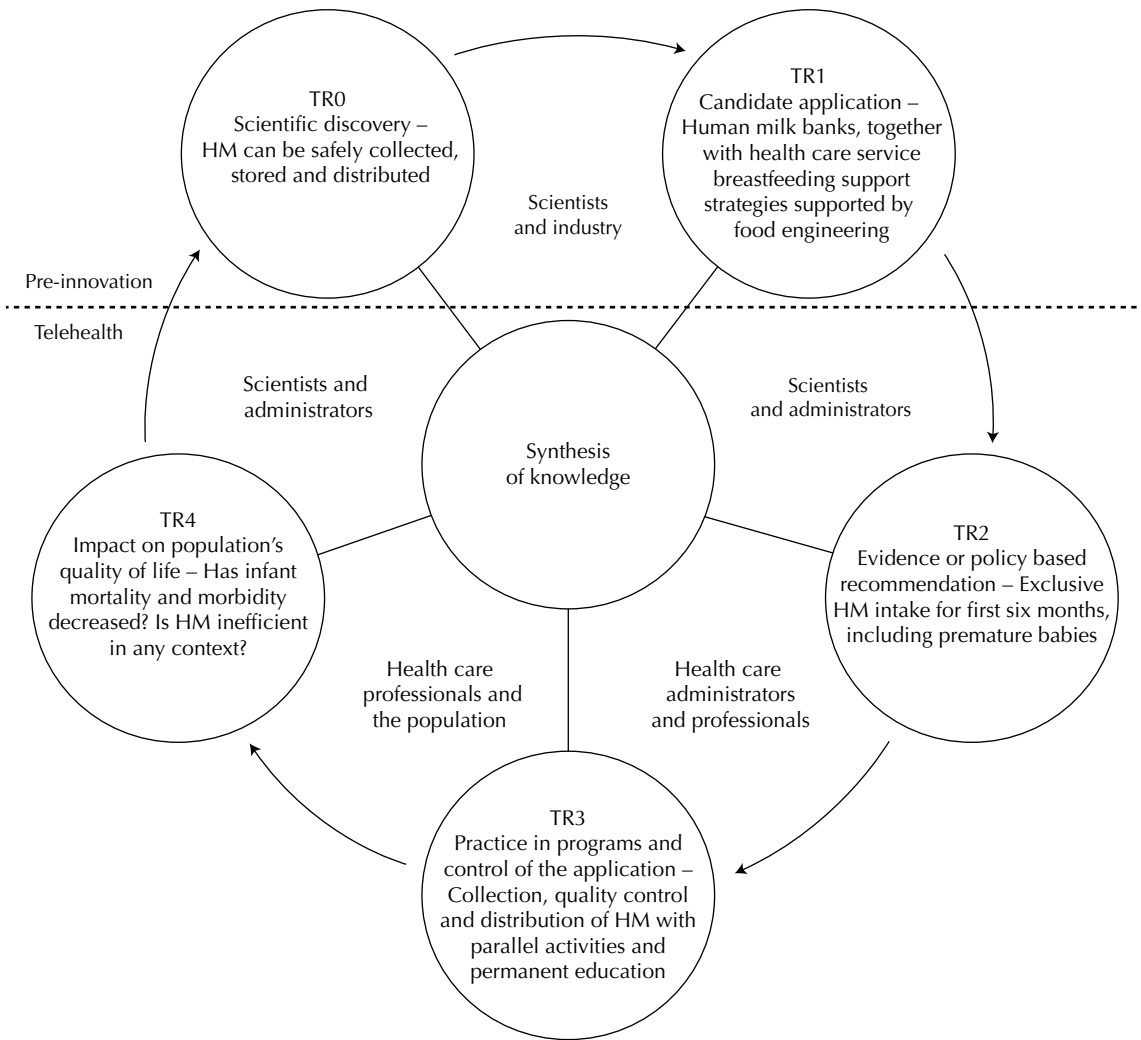 TR0
Scientific discovery –
HM can be safely collected,
stored and distributed
TR1
Candidate application –
Human milk banks, together
with health care service
breastfeeding support
strategies supported by
food engineering
Scientists
and industry
Pre-innovation
Telehealth
Scientists and
administrators
Scientists
and administrators
Synthesis
of knowledge
TR4
Impact on population's
quality of life – Has infant
mortality and morbidity
decreased? Is HM inefficient
in any context?
TR2
Evidence or policy based
recommendation – Exclusive
HM intake for first six months,
including premature babies
Health care
professionals and
the population
Health care
administrators
and professionals
TR3
Practice in programs and
control of the application –
Collection, quality control
and distribution of HM with
parallel activities and
permanent education